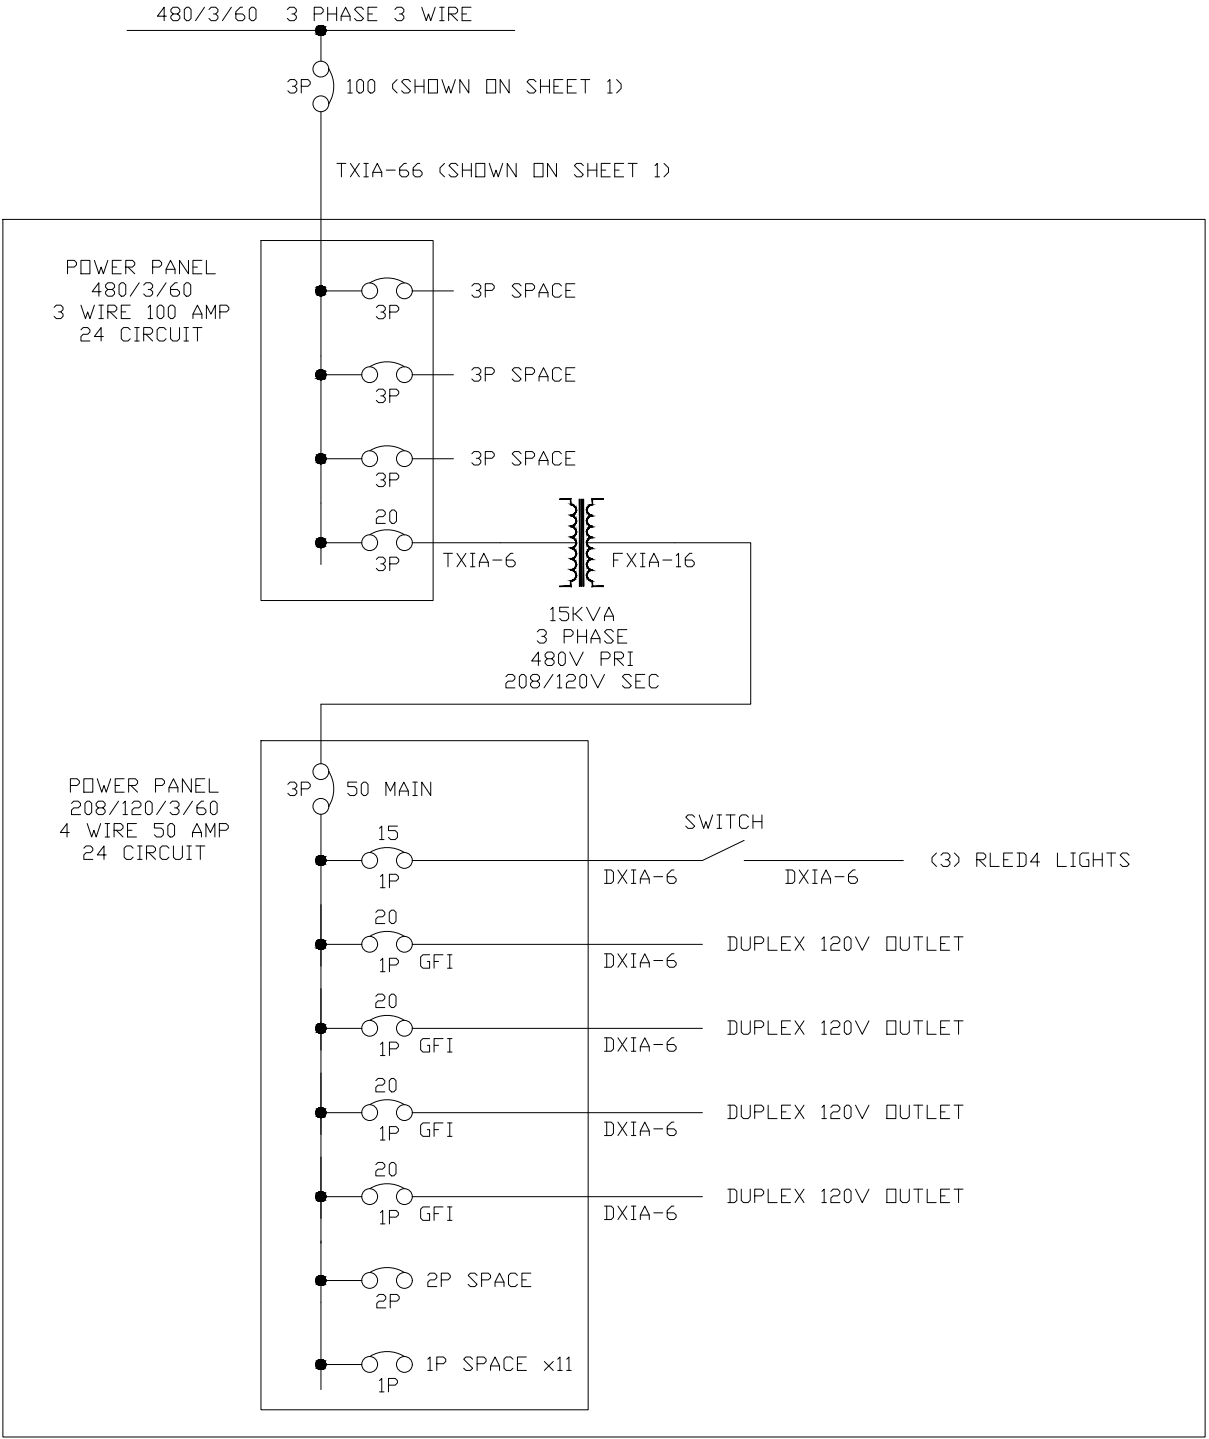 480/3/60 3 PHASE 3 WIRE
3P 100 (SHOWN ON SHEET 1)
TXIA-66 (SHOWN ON SHEET 1)
POWER PANEL
480/3/60
3 WIRE 100 AMP
24 CIRCUIT
3P SPACE
3P
3P SPACE
3P
3P SPACE
3P
20
3P
TXIA-6
FXIA-16
15KVA
3 PHASE
480V PRI
208/120V SEC
POWER PANEL
208/120/3/60
4 WIRE 50 AMP
24 CIRCUIT
3P 50 MAIN
15
1P
DXIA-6
SWITCH
DXIA-6
(3) RLED4 LIGHTS
20
1P GFI
DXIA-6
DUPLEX 120V OUTLET
20
1P GFI
DXIA-6
DUPLEX 120V OUTLET
20
1P GFI
DXIA-6
DUPLEX 120V OUTLET
20
1P GFI
DXIA-6
DUPLEX 120V OUTLET
2P SPACE
2P
1P SPACE x11
1P